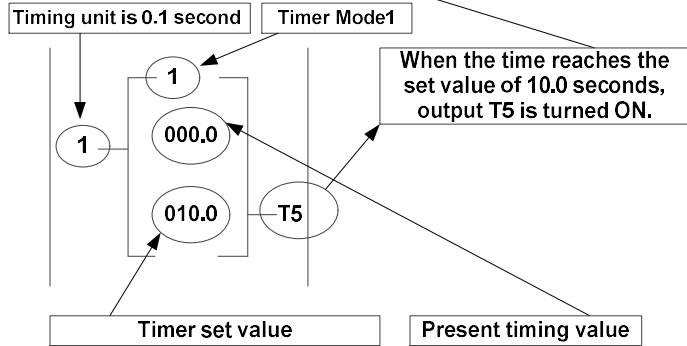 Timing unit is 0.1 second
Timer Mode1
When the time reaches the
set value of 10.0 seconds,
output T5 is turned ON.
1
1
000.0
010.0
T5
Timer set value
Present timing value